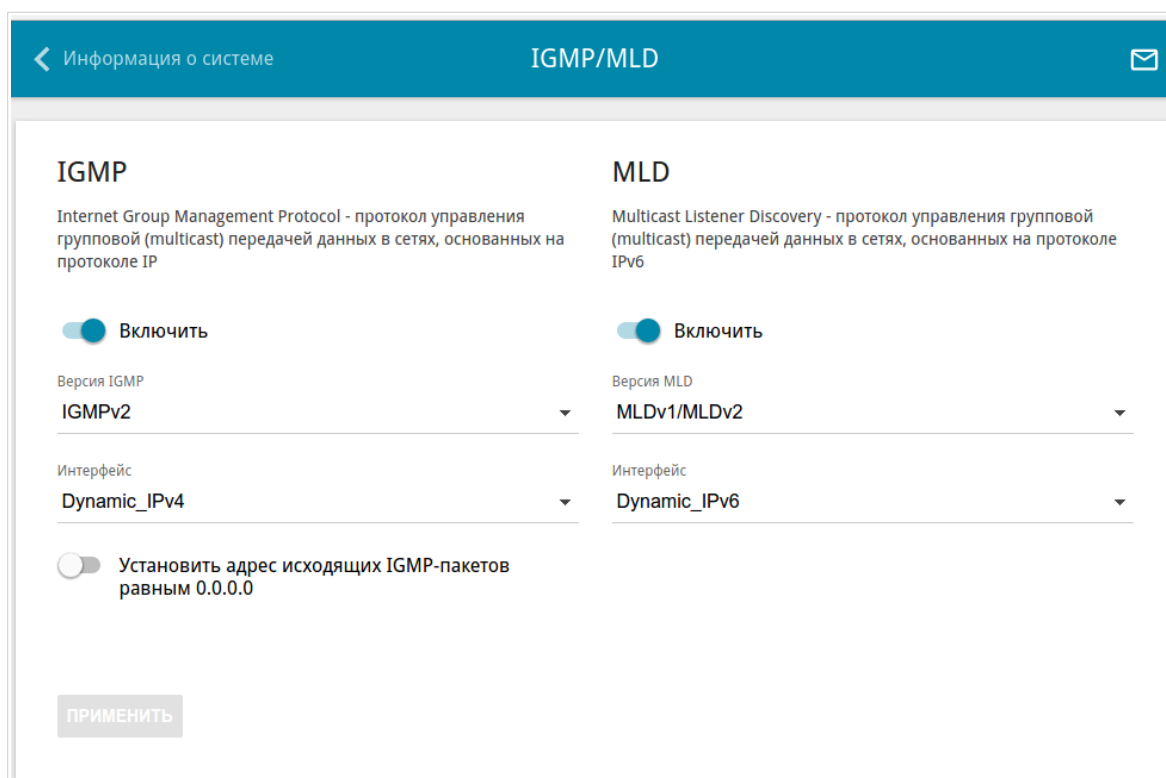 Информация о системе
IGMP/MLD
IGMP
Internet Group Management Protocol - протокол управления
групповой (multicast) передачей данных в сетях, основанных на
протоколе IP
Включить
Версия IGMP
IGMPv2
Интерфейс
Dynamic_IPv4
Установить адрес исходящих IGMP-пакетов
равным 0.0.0.0
ПРИМЕНИТЬ
MLD
Multicast Listener Discovery - протокол управления групповой
(multicast) передачей данных в сетях, основанных на протоколе
IPv6
Включить
Версия MLD
MLDv1/MLDv2
Интерфейс
Dynamic_IPv6